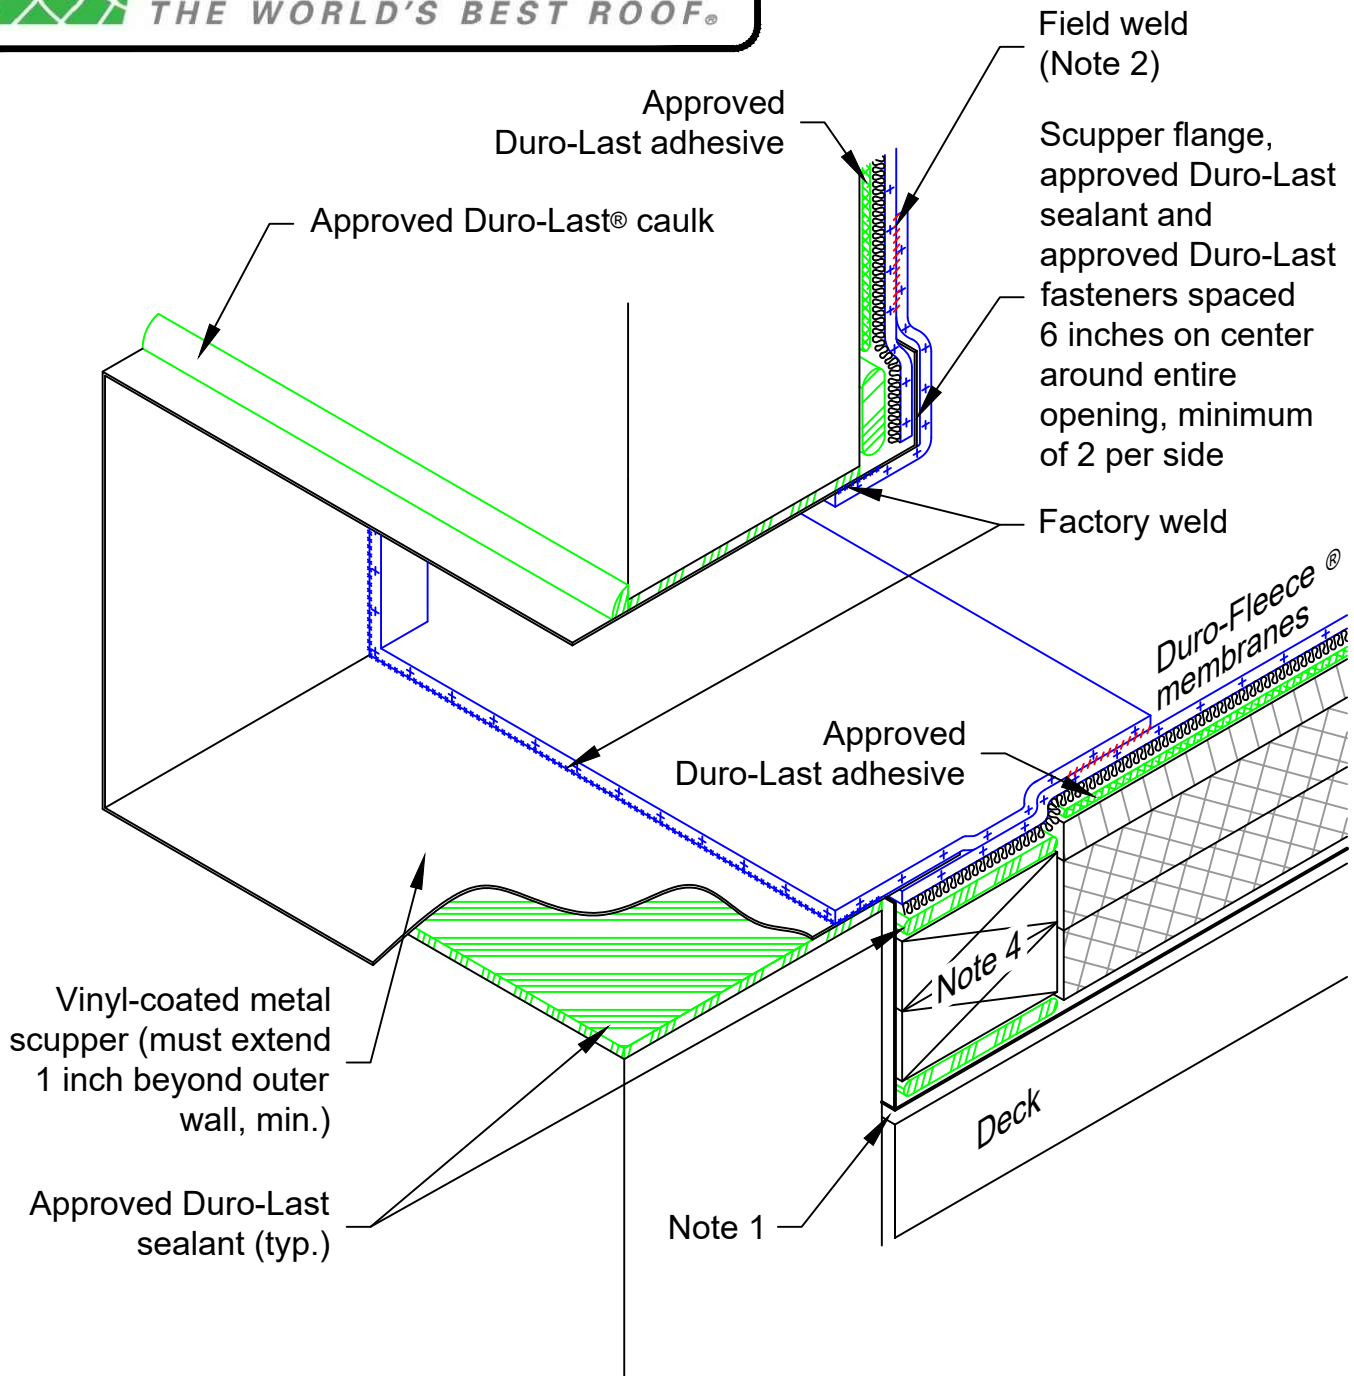 THE WORLD'S BEST ROOF®
Field weld
(Note 2)
Approved
Duro-Last adhesive
Scupper flange,
approved Duro-Last
sealant and
approved Duro-Last
fasteners spaced
6 inches on center
around entire
opening, minimum
of 2 per side
Approved Duro-Last® caulk
Factory weld
Duro-Fleece ®
membranes
Approved
Duro-Last adhesive
Note 4
Vinyl-coated metal
scupper (must extend
1 inch beyond outer
wall, min.)
Deck
Approved Duro-Last
sealant (typ.)
Note 1